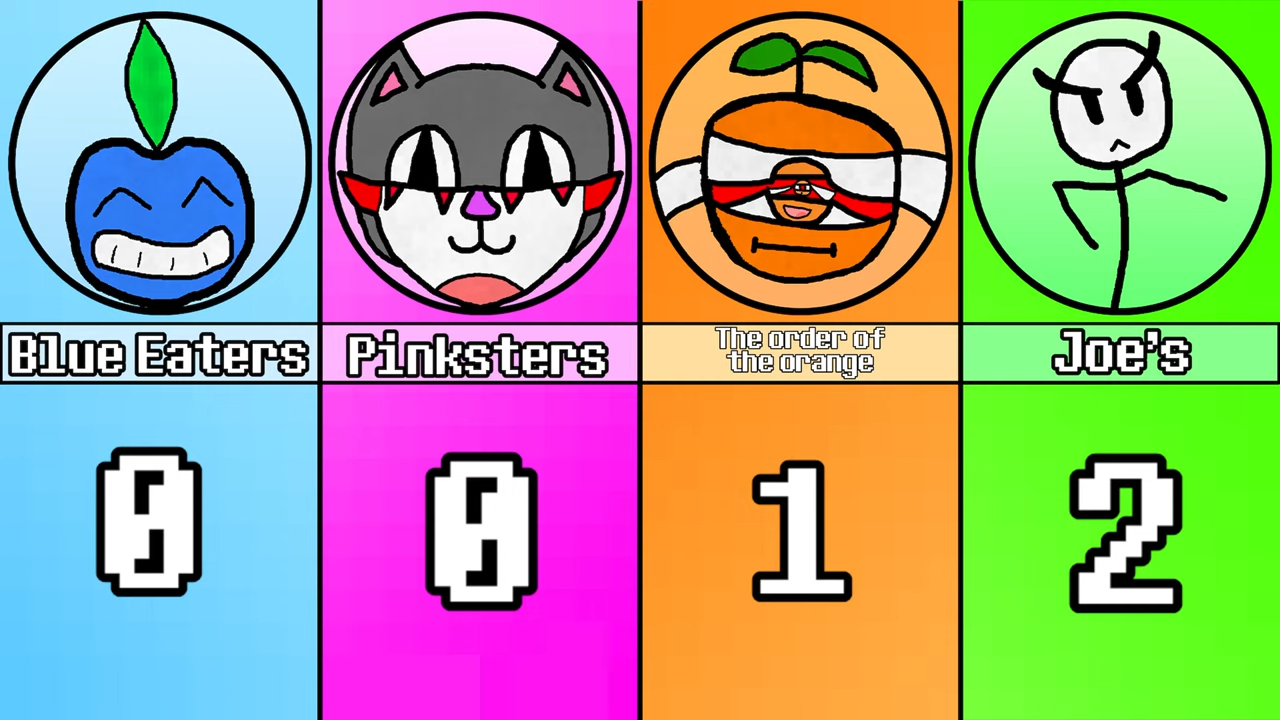 Blue Eaters
Pinksters
The order of
the orange
Joe's
0
0
1
2